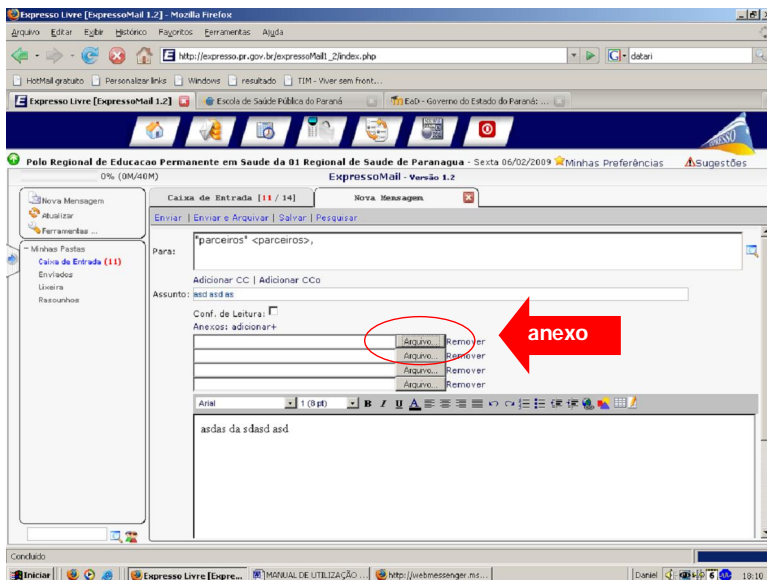 Expresso Livre [ExpressoMail 1.2] - Mozilla Firefox
Arquivo Editar Exibir Histórico Favoritos Ferramentas Ajuda
http://expresso.pr.gov.br/expressoMail1_2/index.php
G datari
HotMail gratuito Personalizar links Windows resultado TIM - Viver sem front...
Expresso Livre [ExpressoMail 1.2] Escola de Saúde Pública do Paraná EaD - Governo do Estado do Paraná: ...
EXPRESSO
Polo Regional de Educacao Permanente em Saude da 01 Regional de Saude de Paranagua - Sexta 06/02/2009 Minhas Preferências Sugestões
0% (0M/40M) ExpressoMail - Versão 1.2
Nova Mensagem
Atualizar
Ferramentas ...
Minhas Pastas
Caixa de Entrada (11)
Enviados
Lixeira
Rascunhos
Caixa de Entrada [11 / 14] Nova Mensagem
Enviar | Enviar e Arquivar | Salvar | Pesquisar
Para: "parceiros" <parceiros>,
Adicionar CC | Adicionar CCo
Assunto: asd asd as
Conf. de Leitura:
Anexos: adicionar+
Arquivo... Remover
Arquivo... Remover
Arquivo... Remover
Arquivo... Remover
anexo
Arial 1 (8 pt) B I U A
asdas da sdasd asd
Concluído
Iniciar Expresso Livre [Expre... MANUAL DE UTILIZAÇÃO ... http://webmessenger.ms... Daniel 6 18:10